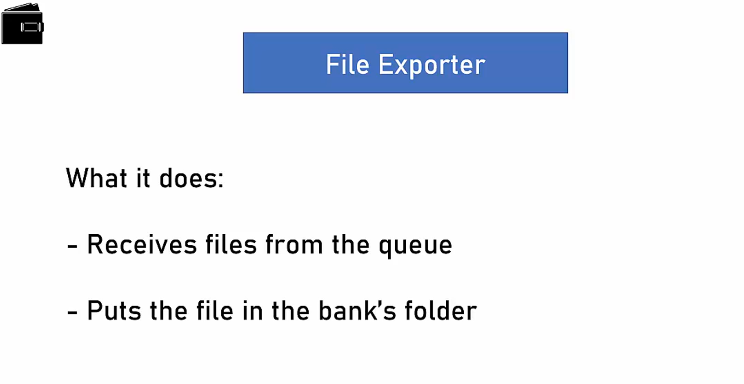 File Exporter
What it does:
- Receives files from the queue
- Puts the file in the bank's folder